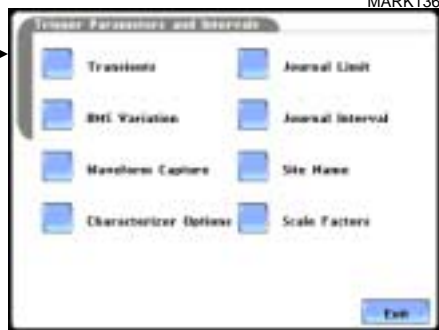 MARK136
Trigger Parameters and Intervals
Transients
Journal Limit
RMS Variation
Journal Interval
Waveform Capture
Site Name
Characterizer Options
Scale Factors
Exit